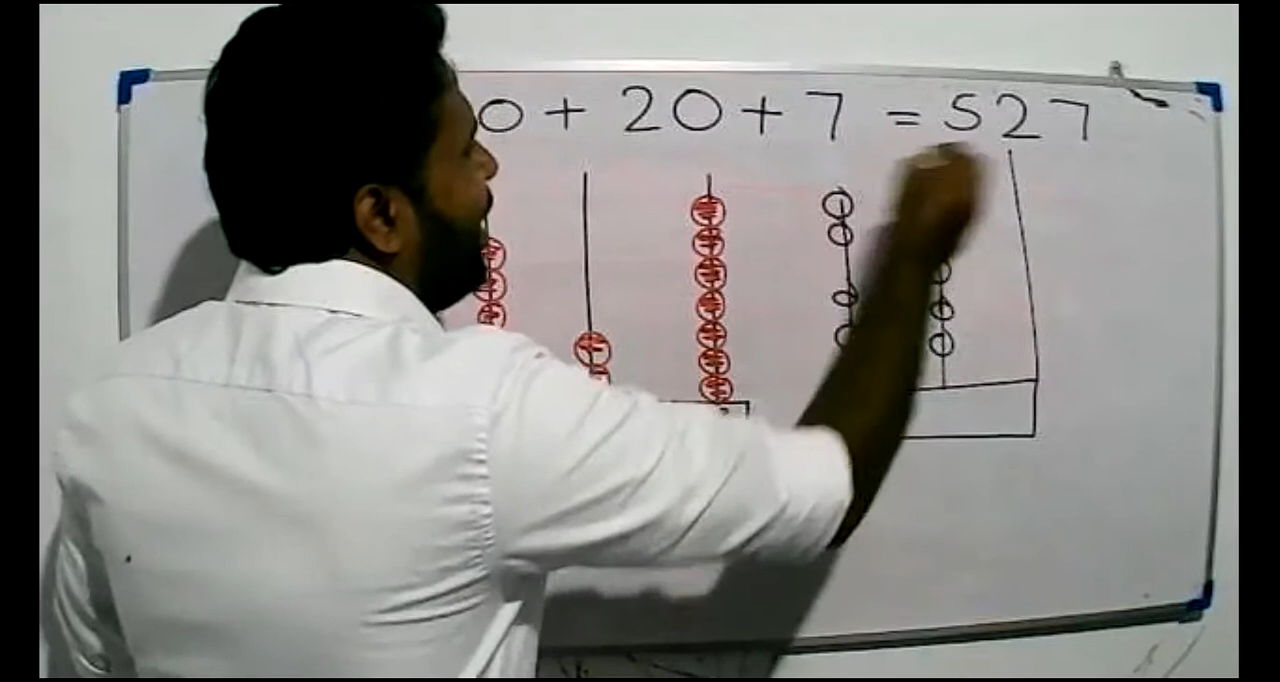 0 + 20 + 7 = 527